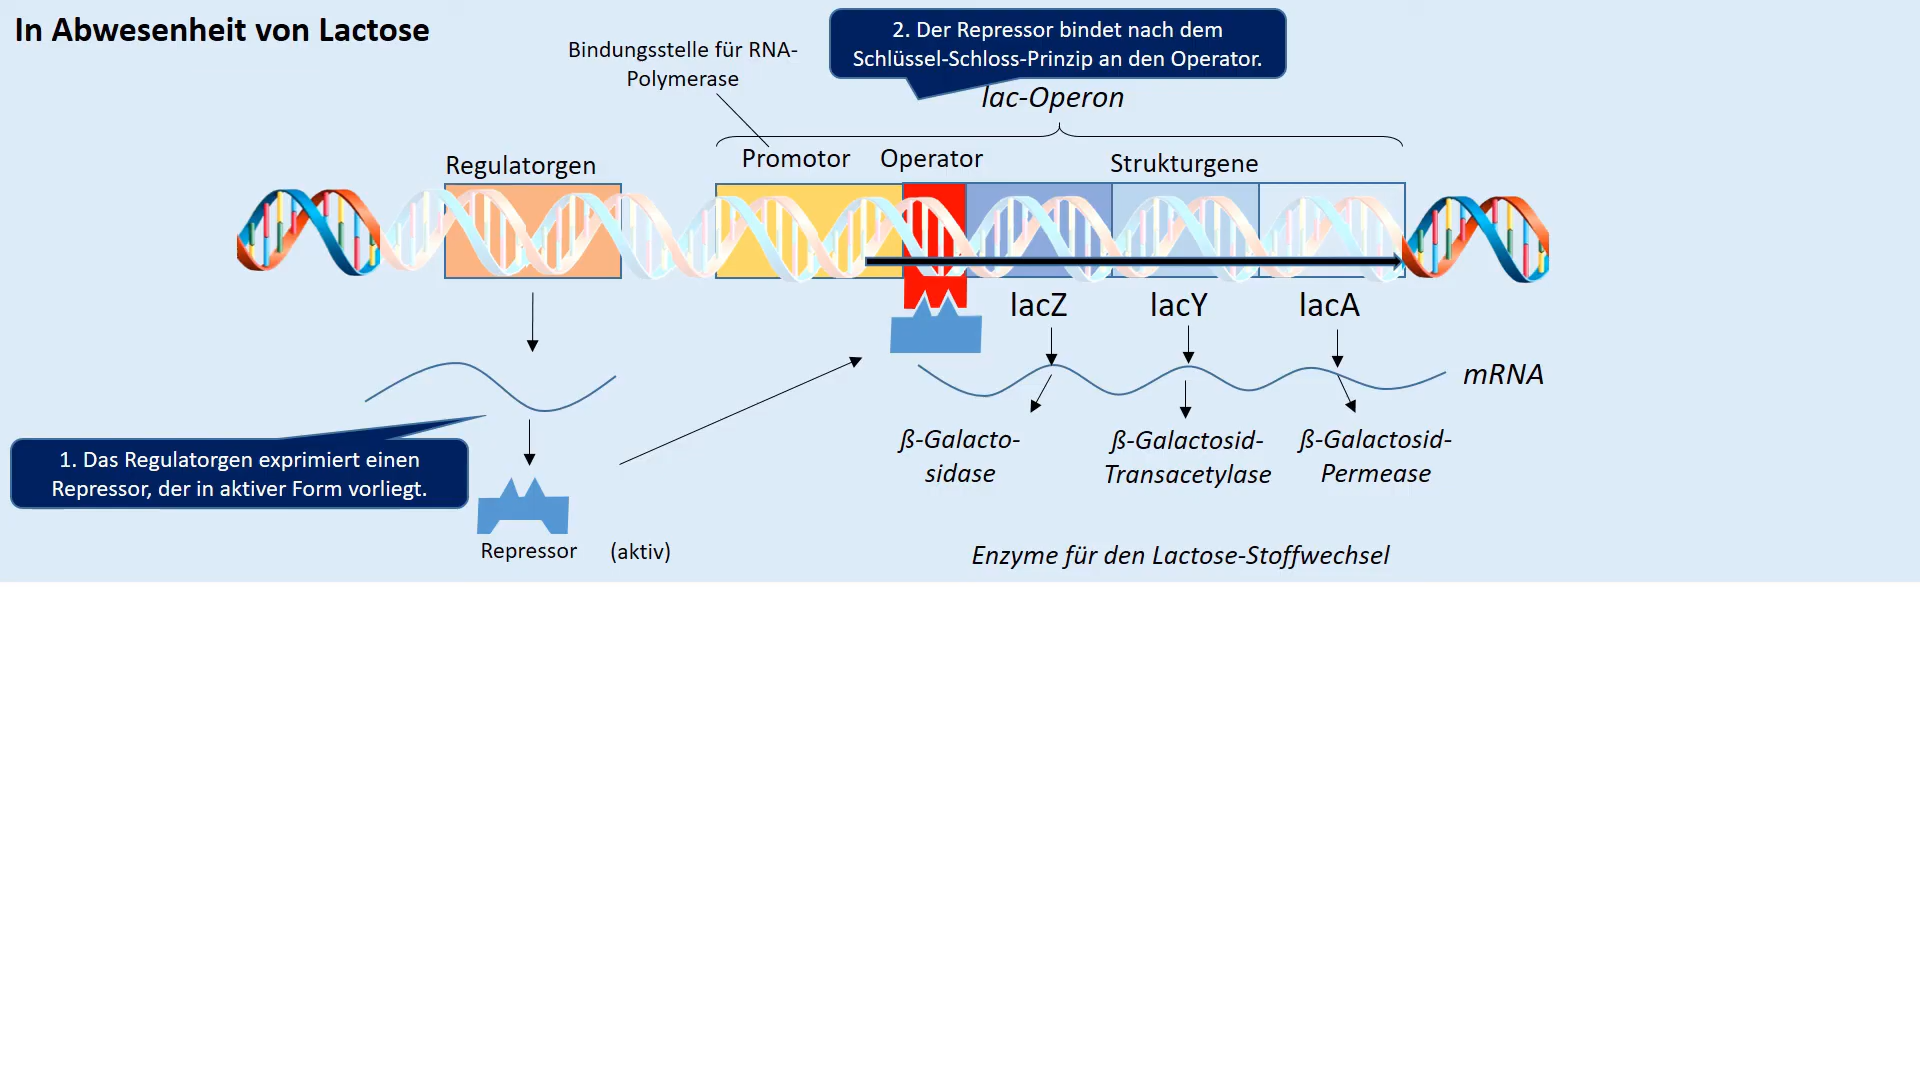 In Abwesenheit von Lactose
2. Der Repressor bindet nach dem
Schlüssel-Schloss-Prinzip an den Operator.
Bindungsstelle für RNA-
Polymerase
lac-Operon
Regulatorgen
Promotor
Operator
Strukturgene
lacZ
lacY
lacA
mRNA
ß-Galacto-
sidase
ß-Galactosid-
Transacetylase
ß-Galactosid-
Permease
1. Das Regulatorgen exprimiert einen
Repressor, der in aktiver Form vorliegt.
Repressor
(aktiv)
Enzyme für den Lactose-Stoffwechsel